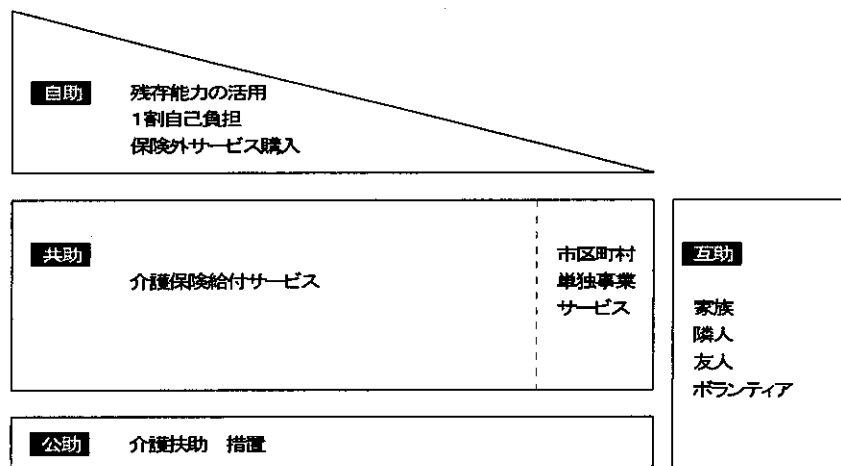 自助 残存能力の活用
1割自己負担
保険外サービス購入
共助
介護保険給付サービス
市区町村
単独事業
サービス
互助
家族
隣人
友人
ボランティア
公助 介護扶助 措置